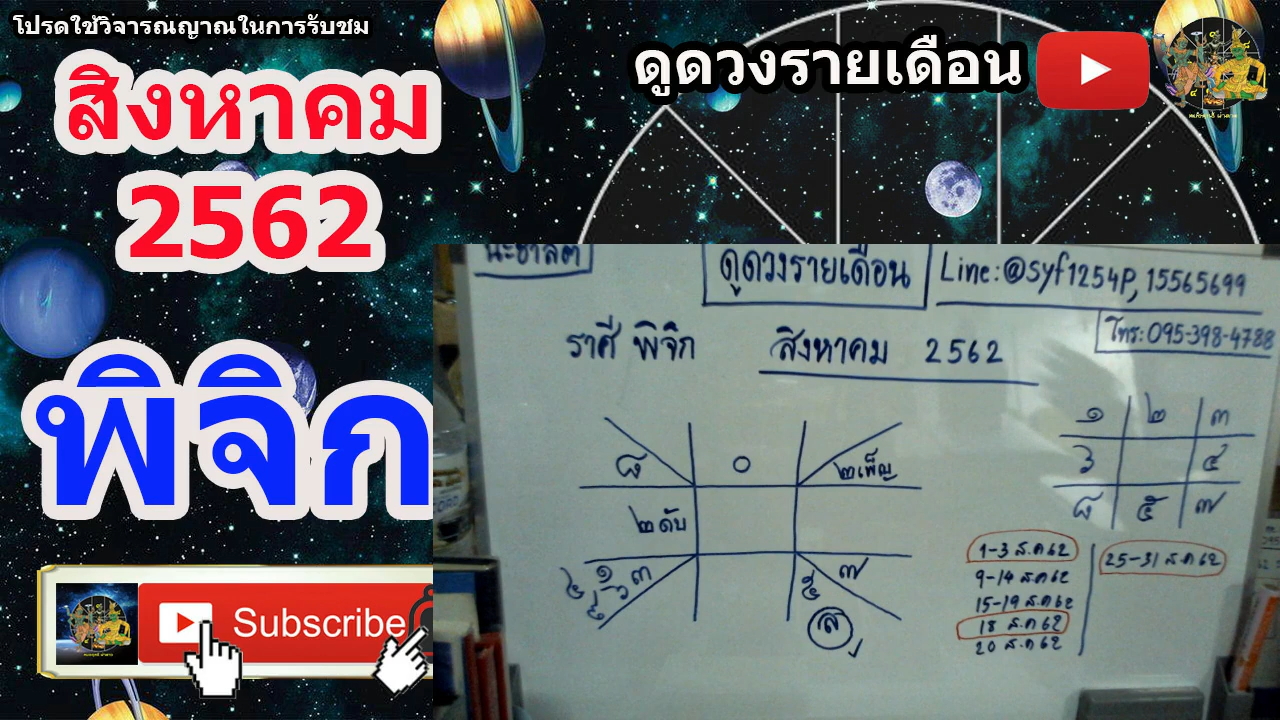 โปรดใช้วิจารณญาณในการรับชม
สิงหาคม
2562
พิจิก
ดูดวงรายเดือน
Subscribe
ดูดวงรายเดือน
Line:@syf1254p, 15565699
โทร:095-398-4788
ราศี พิจิก
สิงหาคม 2562
๑ ๒ ๓
๖ ๔
๘ ๕ ๗
๘ ๐ ๒เพ็ญ
๒ดับ
๑ ๓ ๗
๖ ๕
ล
1-3 ส.ค 62
9-14 ส.ค 62
15-19 ส.ค 62
18 ส.ค 62
20 ส.ค 62
25-31 ส.ค 62